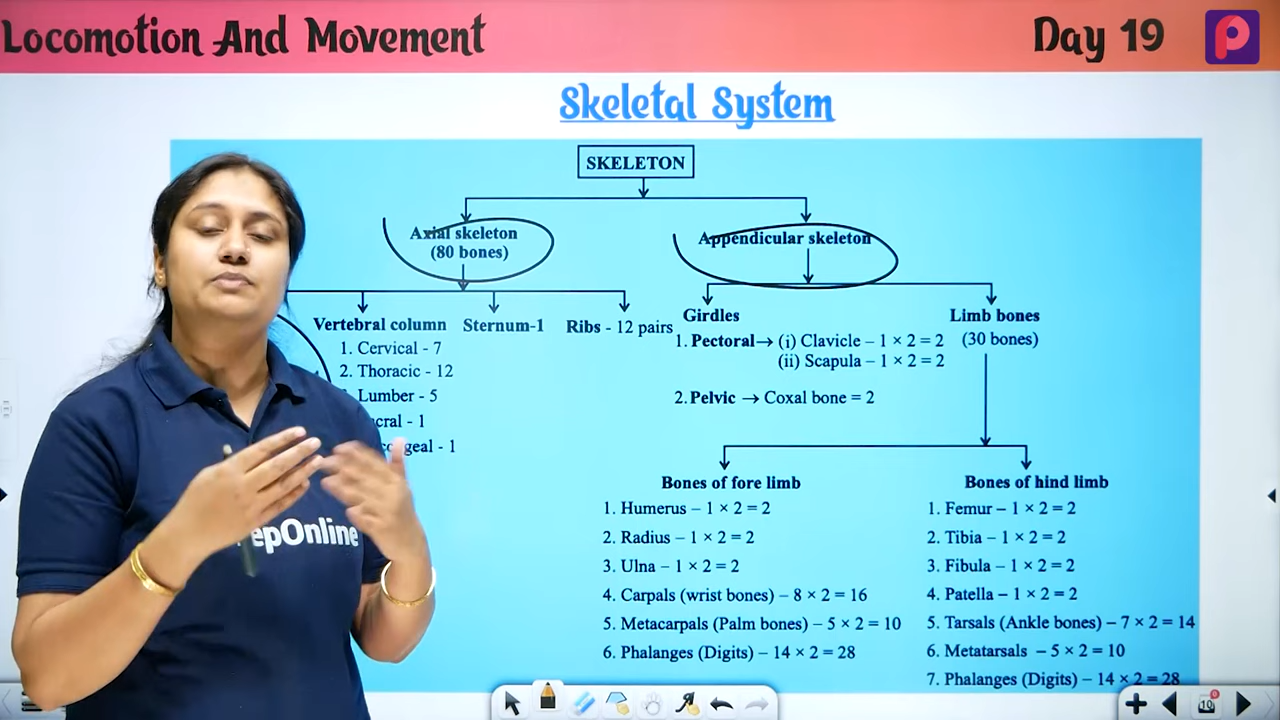 Locomotion And Movement
Day 19
Skeletal System
SKELETON
Axial skeleton
(80 bones)
Appendicular skeleton
Vertebral column
1. Cervical - 7
2. Thoracic - 12
Lumber - 5
cral - 1
geal - 1
Sternum-1
Ribs - 12 pairs
Girdles
1. Pectoral→ (i) Clavicle – 1 × 2 = 2
(ii) Scapula – 1 × 2 = 2
2. Pelvic → Coxal bone = 2
Limb bones
(30 bones)
Bones of fore limb
1. Humerus – 1 × 2 = 2
2. Radius – 1 × 2 = 2
3. Ulna – 1 × 2 = 2
4. Carpals (wrist bones) – 8 × 2 = 16
5. Metacarpals (Palm bones) – 5 × 2 = 10
6. Phalanges (Digits) – 14 × 2 = 28
Bones of hind limb
1. Femur – 1 × 2 = 2
2. Tibia – 1 × 2 = 2
3. Fibula – 1 × 2 = 2
4. Patella – 1 × 2 = 2
5. Tarsals (Ankle bones) – 7 × 2 = 14
6. Metatarsals – 5 × 2 = 10
7. Phalanges (Digits) – 14 × 2 = 28
epOnline
10